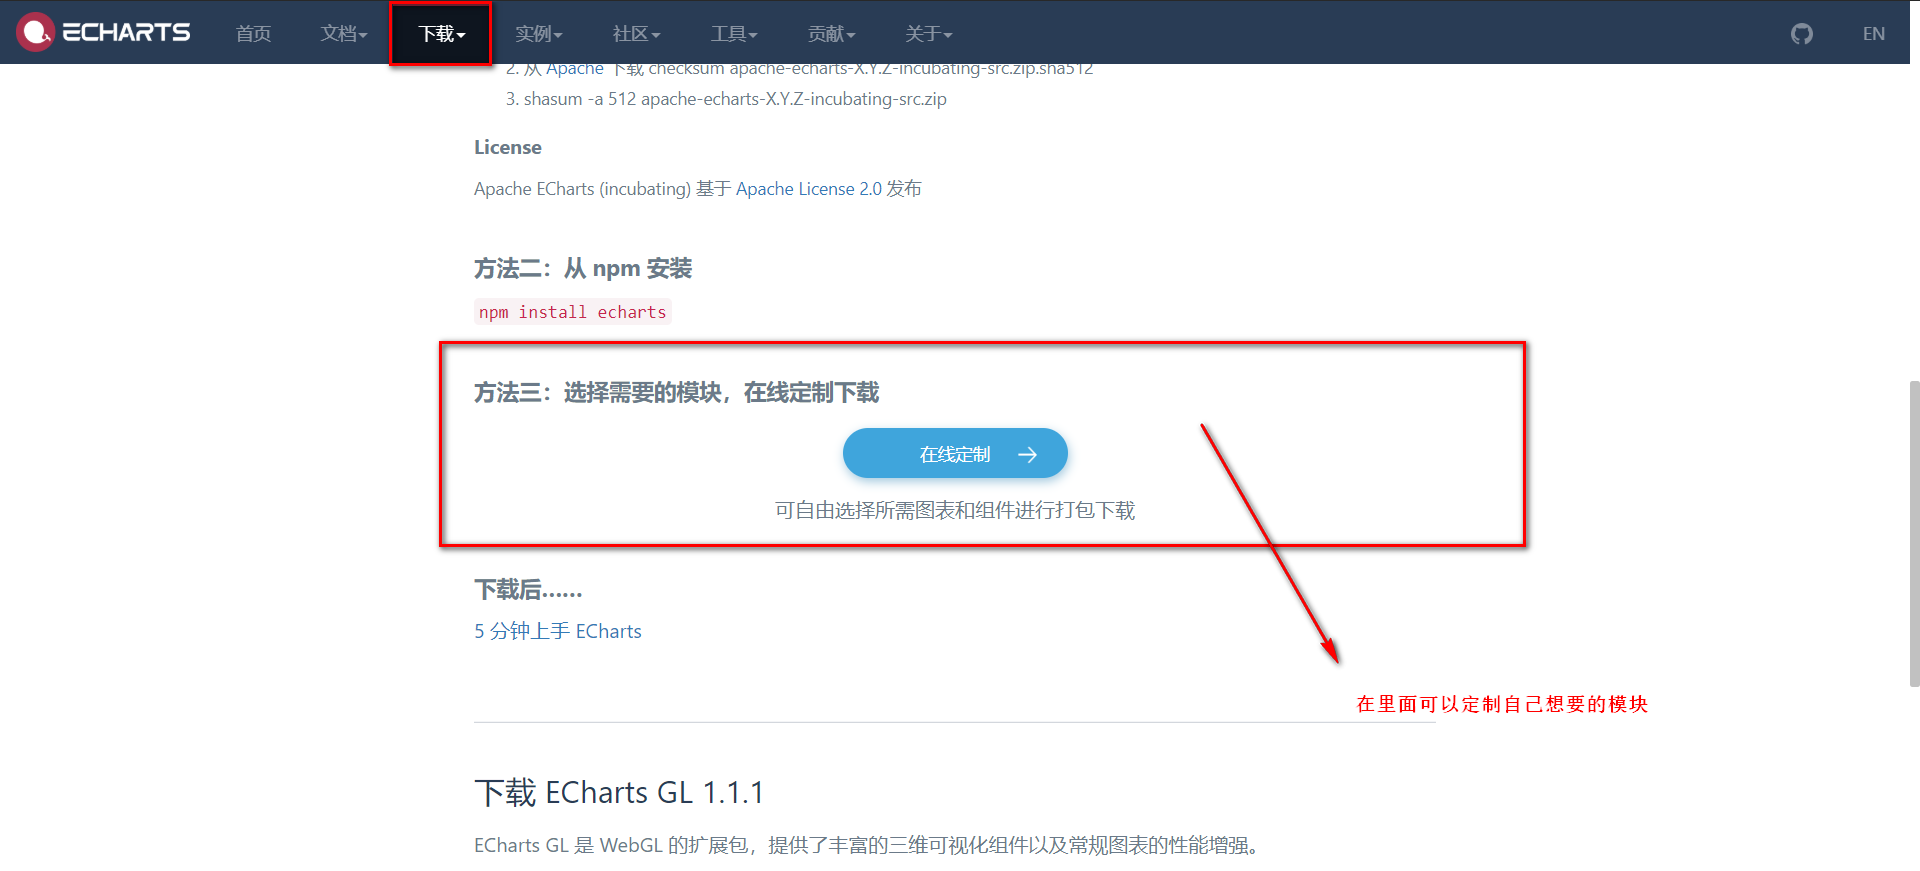 ECHARTS 首页 文档 下载 实例 社区 工具 贡献 关于 EN
2. 从 Apache 下载 checksum apache-echarts-X.Y.Z-incubating-src.zip.sha512
3. shasum -a 512 apache-echarts-X.Y.Z-incubating-src.zip
License
Apache ECharts (incubating) 基于 Apache License 2.0 发布
方法二：从 npm 安装
npm install echarts
方法三：选择需要的模块，在线定制下载
在线定制 →
可自由选择所需图表和组件进行打包下载
下载后……
5 分钟上手 ECharts
在里面可以定制自己想要的模块
下载 ECharts GL 1.1.1
ECharts GL 是 WebGL 的扩展包，提供了丰富的三维可视化组件以及常规图表的性能增强。